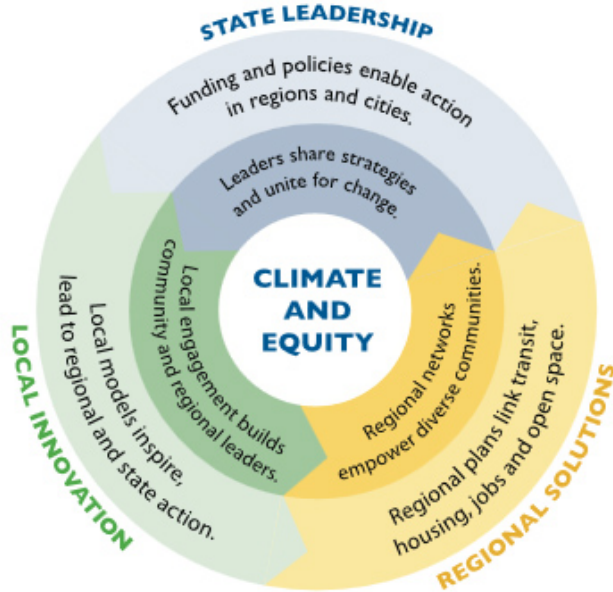 STATE LEADERSHIP
Funding and policies enable action
in regions and cities.
Leaders share strategies
and unite for change.
CLIMATE
AND
EQUITY
Regional networks
empower diverse communities.
Regional plans link transit,
housing, jobs and open space.
REGIONAL SOLUTIONS
Local engagement builds
community and regional leaders.
Local models inspire,
lead to regional and state action.
LOCAL INNOVATION